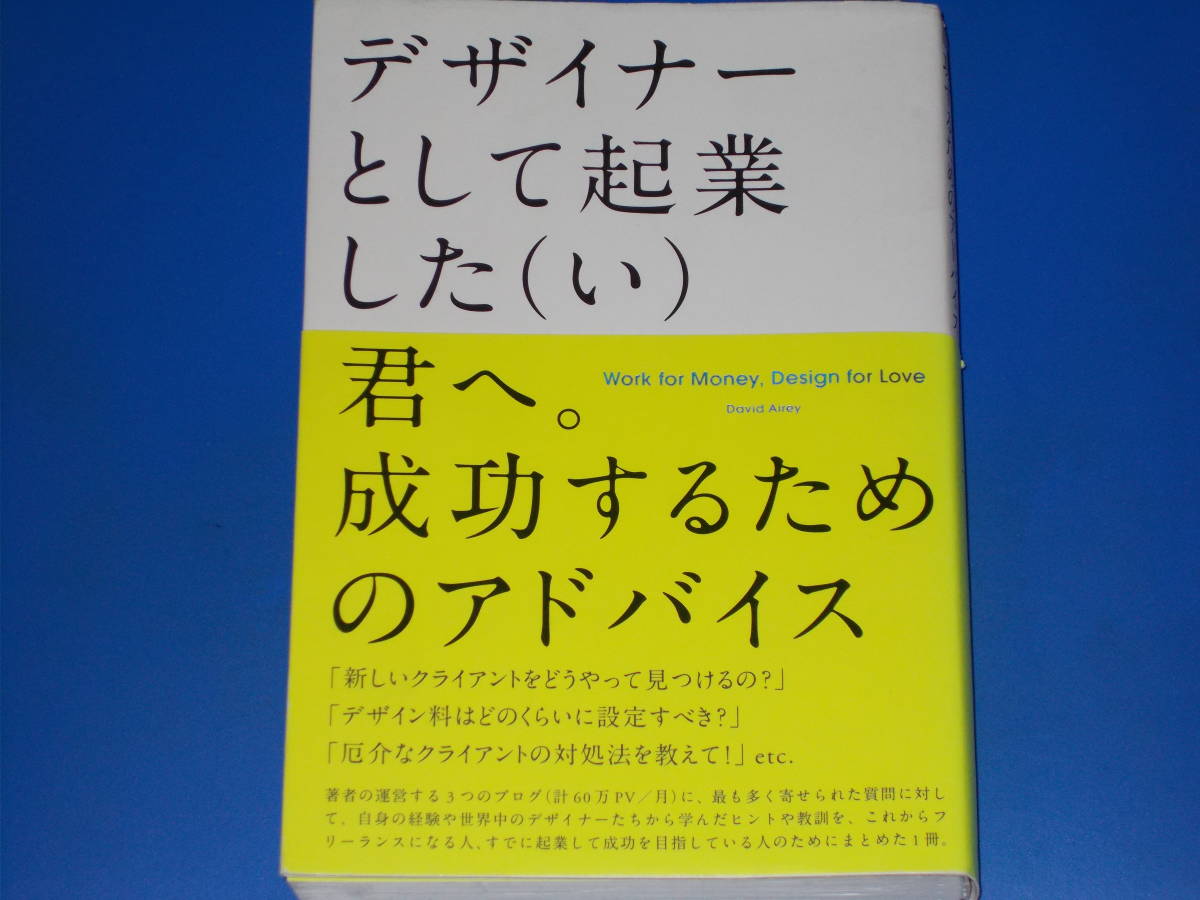 デザイナー
として起業
した(い)
君へ。
Work for Money, Design for Love
David Airey
成功するため
のアドバイス
「新しいクライアントをどうやって見つけるの?」
「デザイン料はどのくらいに設定すべき?」
「厄介なクライアントの対処法を教えて!」etc.
著者の運営する3つのブログ(計60万PV/月)に、最も多く寄せられた質問に対し
て、自身の経験や世界中のデザイナーたちから学んだヒントや教訓を、これからフ
リーランスになる人、すでに起業して成功を目指している人のためにまとめた1冊。